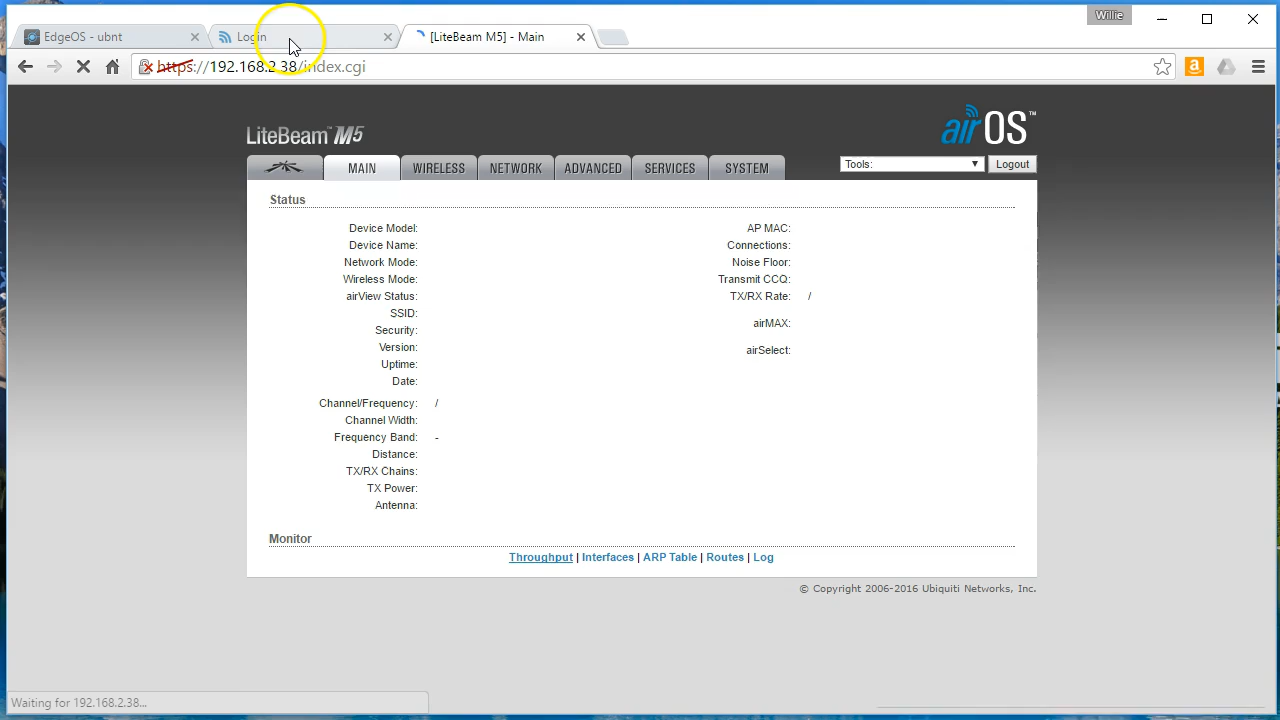 Willie
EdgeOS - ubnt
Login
[LiteBeam M5] - Main
https://192.168.2.38/index.cgi
LiteBeam™ M5
airOS™
MAIN
WIRELESS
NETWORK
ADVANCED
SERVICES
SYSTEM
Tools:
Logout
Status
Device Model:
Device Name:
Network Mode:
Wireless Mode:
airView Status:
SSID:
Security:
Version:
Uptime:
Date:
Channel/Frequency: /
Channel Width:
Frequency Band: -
Distance:
TX/RX Chains:
TX Power:
Antenna:
AP MAC:
Connections:
Noise Floor:
Transmit CCQ:
TX/RX Rate: /
airMAX:
airSelect:
Monitor
Throughput | Interfaces | ARP Table | Routes | Log
© Copyright 2006-2016 Ubiquiti Networks, Inc.
Waiting for 192.168.2.38...